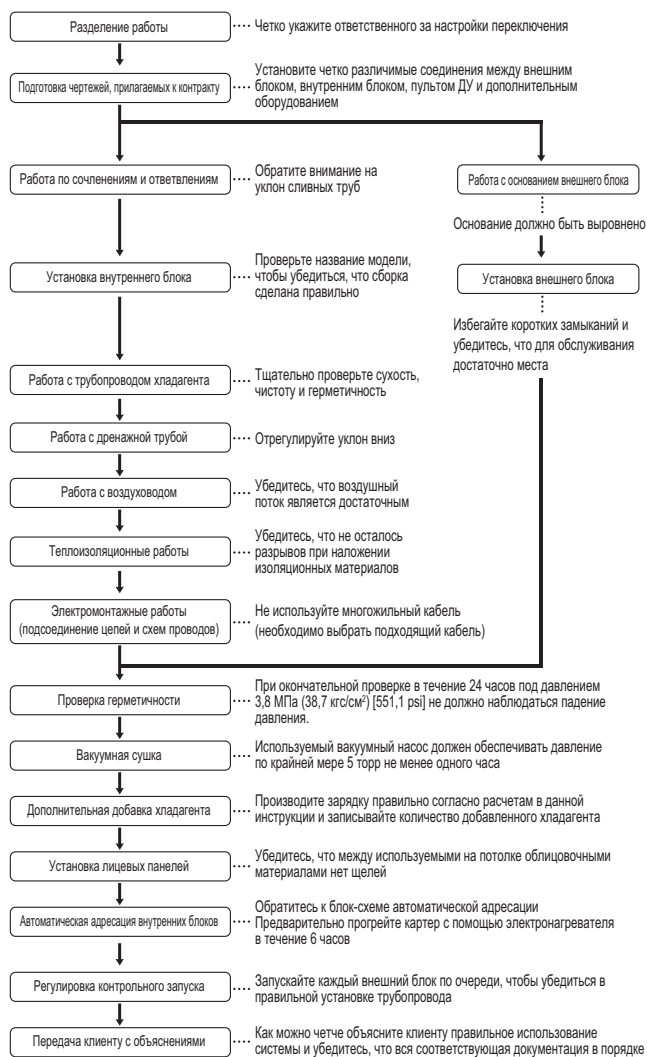 Разделение работы
Четко укажите ответственного за настройки переключения
Подготовка чертежей, прилагаемых к контракту
Установите четко различимые соединения между внешним
блоком, внутренним блоком, пультом ДУ и дополнительным
оборудованием
Работа по сочленениям и ответвлениям
Обратите внимание на
уклон сливных труб
Работа с основанием внешнего блока
Основание должно быть выровнено
Установка внутреннего блока
Проверьте название модели,
чтобы убедиться, что сборка
сделана правильно
Установка внешнего блока
Избегайте коротких замыканий и
убедитесь, что для обслуживания
достаточно места
Работа с трубопроводом хладагента
Тщательно проверьте сухость,
чистоту и герметичность
Работа с дренажной трубой
Отрегулируйте уклон вниз
Работа с воздуховодом
Убедитесь, что воздушный
поток является достаточным
Теплоизоляционные работы
Убедитесь, что не осталось
разрывов при наложении
изоляционных материалов
Электромонтажные работы
(подсоединение цепей и схем проводов)
Не используйте многожильный кабель
(необходимо выбрать подходящий кабель)
Проверка герметичности
При окончательной проверке в течение 24 часов под давлением
3,8 МПа (38,7 кгс/см²) [551,1 psi] не должно наблюдаться падение
давления.
Вакуумная сушка
Используемый вакуумный насос должен обеспечивать давление
по крайней мере 5 торр не менее одного часа
Дополнительная добавка хладагента
Производите зарядку правильно согласно расчетам в данной
инструкции и записывайте количество добавленного хладагента
Установка лицевых панелей
Убедитесь, что между используемыми на потолке облицовочными
материалами нет щелей
Автоматическая адресация внутренних блоков
Обратитесь к блок-схеме автоматической адресации
Предварительно прогрейте картер с помощью электронагревателя
в течение 6 часов
Регулировка контрольного запуска
Запускайте каждый внешний блок по очереди, чтобы убедиться в
правильной установке трубопровода
Передача клиенту с объяснениями
Как можно четче объясните клиенту правильное использование
системы и убедитесь, что вся соответствующая документация в порядке